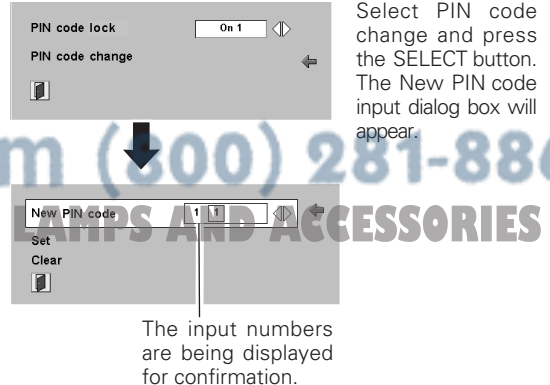 PIN code lock
On 1
PIN code change
Select PIN code
change and press
the SELECT button.
The New PIN code
input dialog box will
appear.
m (800) 281-886
LAMPS AND ACCESSORIES
New PIN code
1 1
Set
Clear
The input numbers
are being displayed
for confirmation.